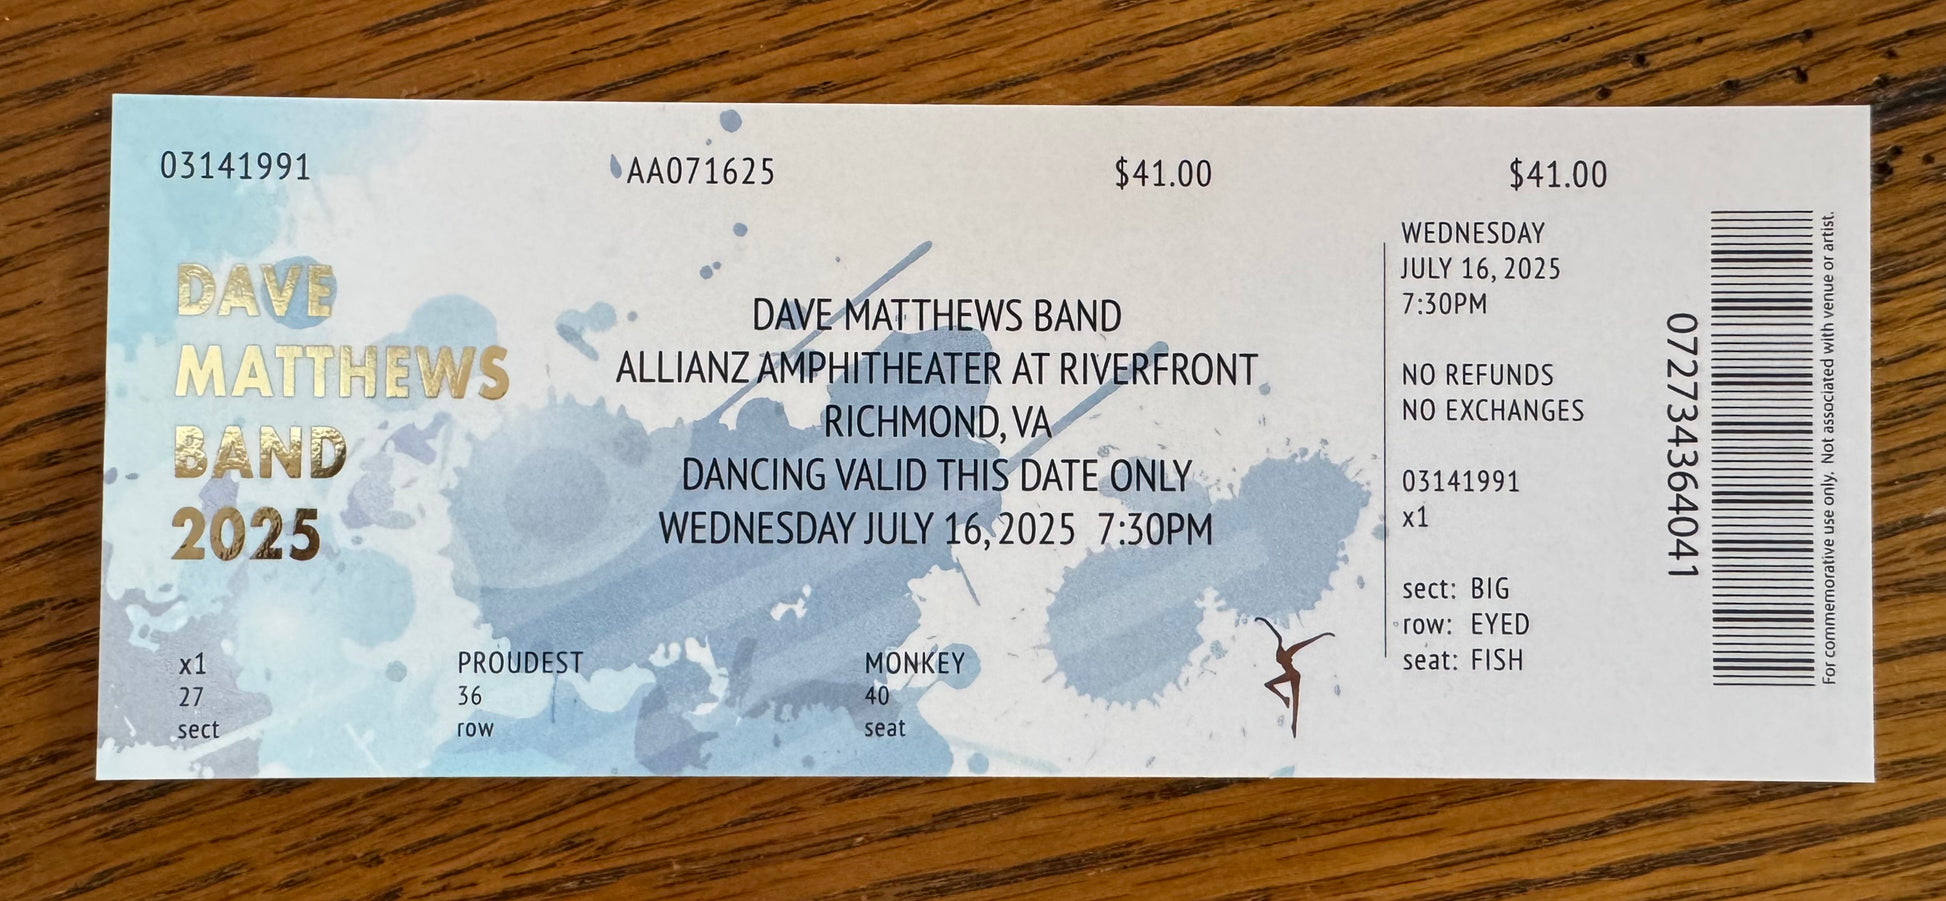 03141991
AA071625
$41.00
$41.00
DAVE
MATTHEWS
BAND
2025
DAVE MATTHEWS BAND
ALLIANZ AMPHITHEATER AT RIVERFRONT
RICHMOND, VA
DANCING VALID THIS DATE ONLY
WEDNESDAY JULY 16, 2025 7:30PM
x1
27
sect
PROUDEST
36
row
MONKEY
40
seat
WEDNESDAY
JULY 16, 2025
7:30PM
NO REFUNDS
NO EXCHANGES
03141991
x1
sect: BIG
row: EYED
seat: FISH
072734364041
For commemorative use only. Not associated with venue or artist.